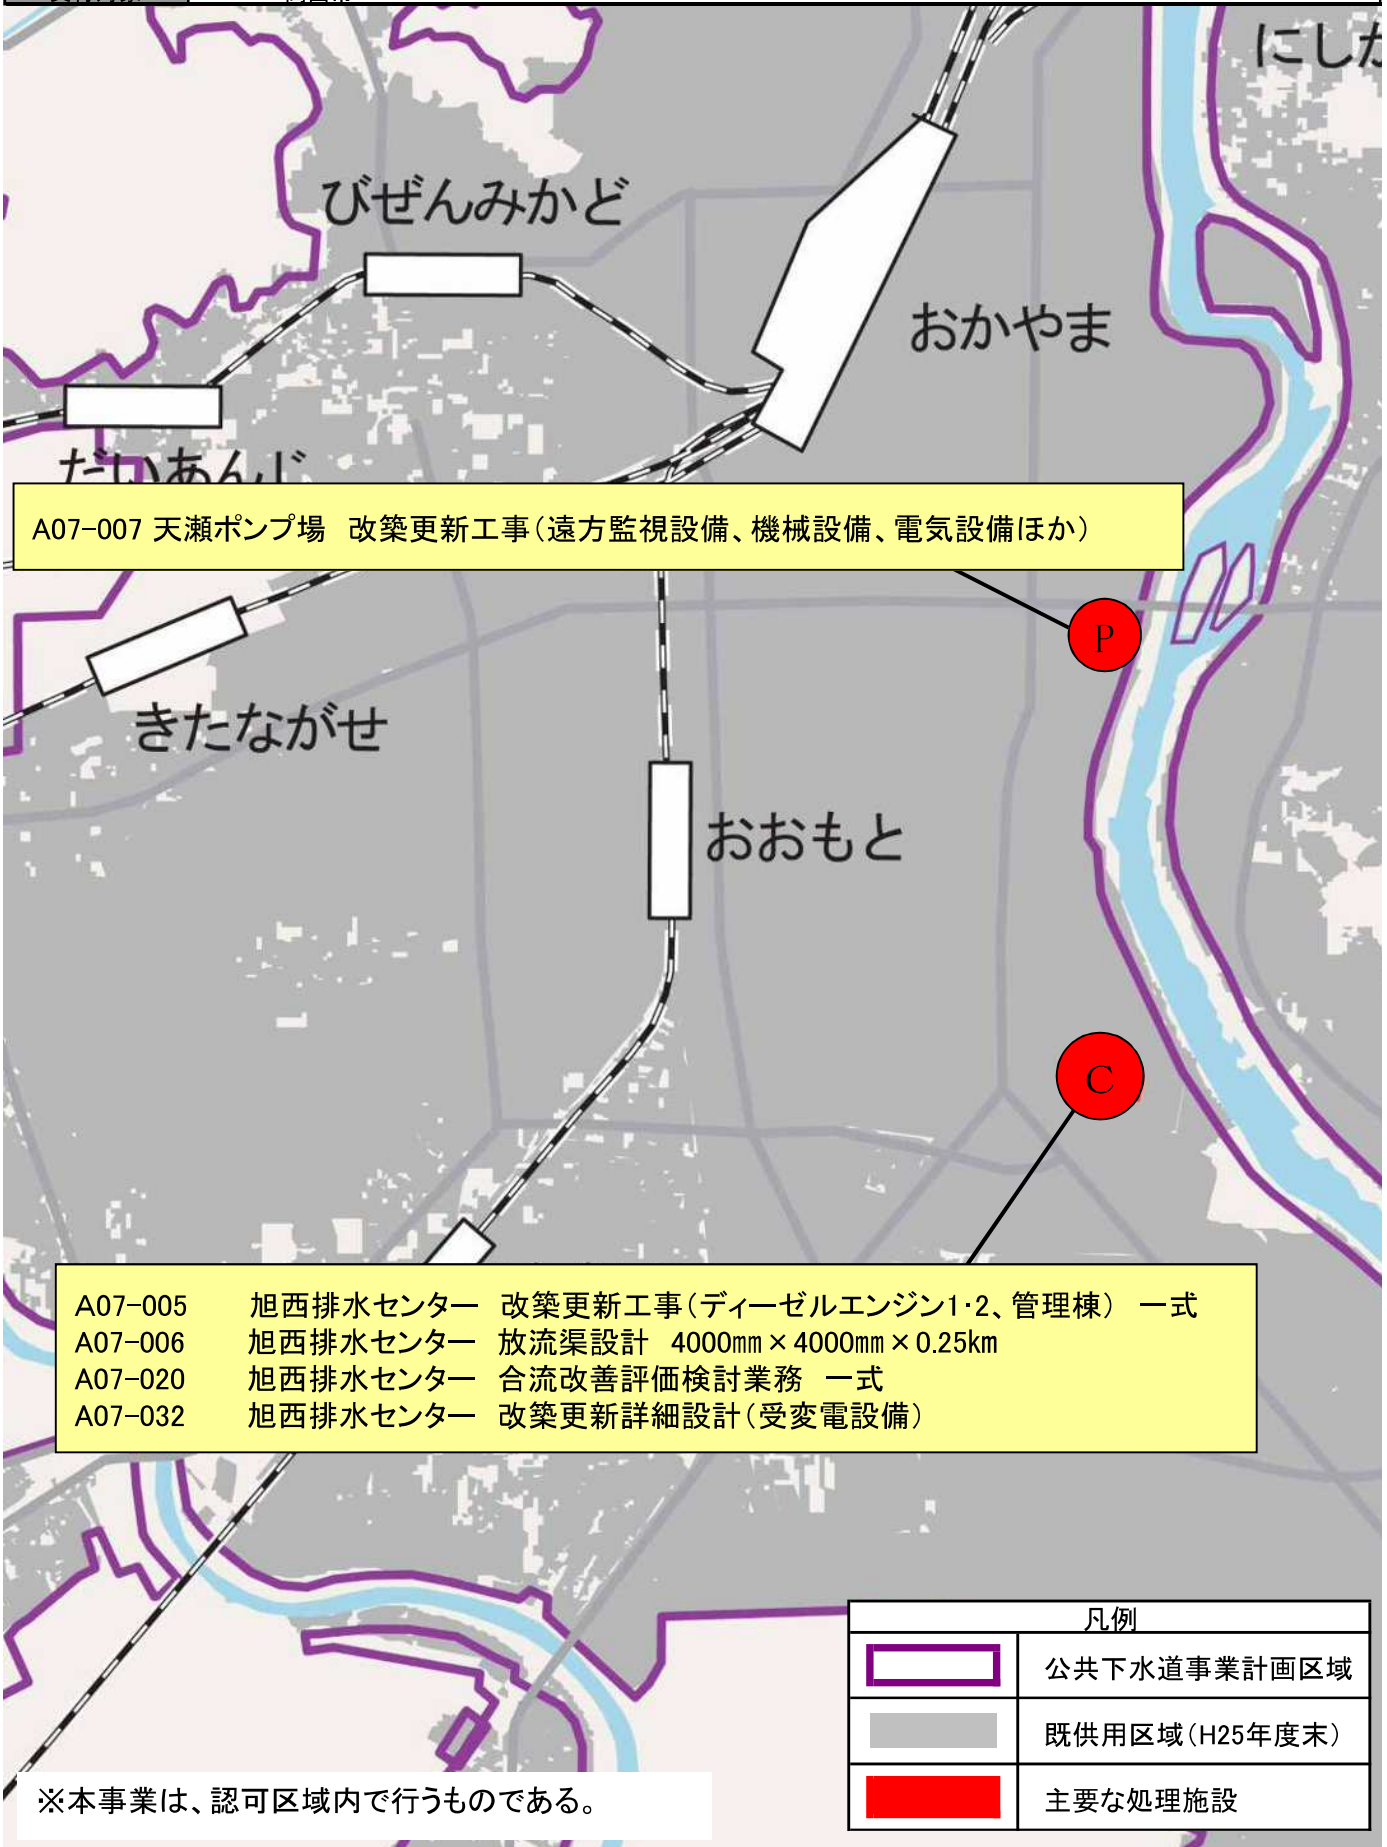 にしか
びぜんみかど
おかやま
だいあんじ
A07-007 天瀬ポンプ場 改築更新工事(遠方監視設備、機械設備、電気設備ほか)
P
きたながせ
おおもと
C
A07-005 旭西排水センター 改築更新工事(ディーゼルエンジン1・2、管理棟) 一式
A07-006 旭西排水センター 放流渠設計 4000㎜×4000㎜×0.25㎞
A07-020 旭西排水センター 合流改善評価検討業務 一式
A07-032 旭西排水センター 改築更新詳細設計(受変電設備)
凡例
公共下水道事業計画区域
既供用区域(H25年度末)
主要な処理施設
※本事業は、認可区域内で行うものである。